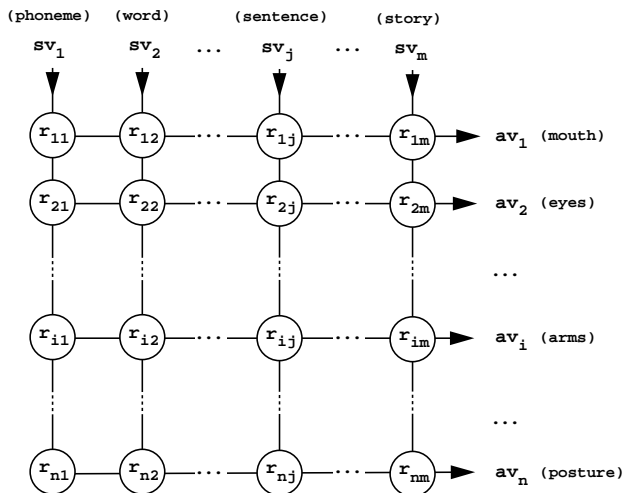 (phoneme) (word) (sentence) (story)
sv1 sv2 ... svj ... svm
r11 r12 ... r1j ... r1m av1 (mouth)
r21 r22 ... r2j ... r2m av2 (eyes)
...
ri1 ri2 ... rij ... rim avi (arms)
...
rn1 rn2 ... rnj ... rnm avn (posture)